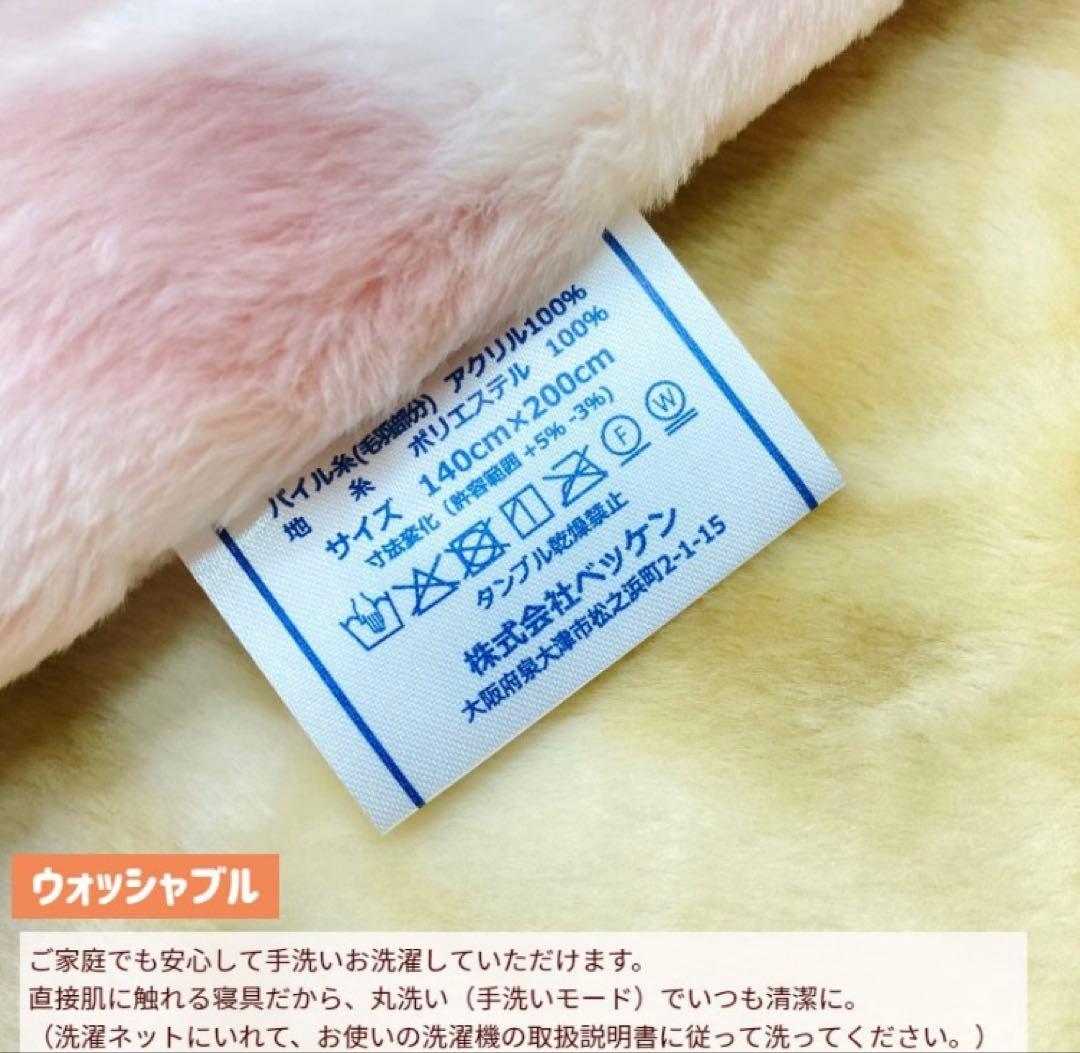 パイル糸(毛羽部分) アクリル100%
地 糸 ポリエステル 100%
サイズ 140cm×200cm
寸法変化 (許容範囲 +5% -3%)
F W
タンブル乾燥禁止
株式会社ベッケン
大阪府泉大津市松之浜町2-1-15
ウォッシャブル
ご家庭でも安心して手洗いお洗濯していただけます。
直接肌に触れる寝具だから、丸洗い（手洗いモード）でいつも清潔に。
（洗濯ネットにいれて、お使いの洗濯機の取扱説明書に従って洗ってください。）